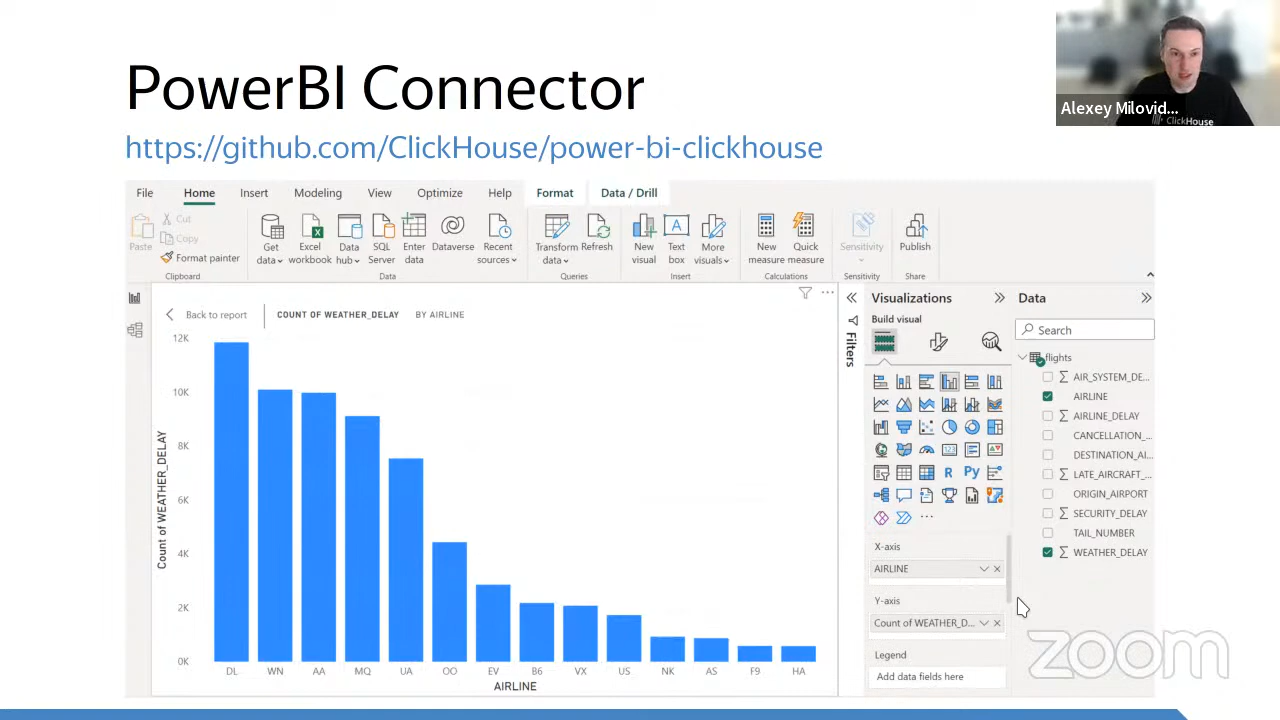 PowerBI Connector
https://github.com/ClickHouse/power-bi-clickhouse
Alexey Milovid...
ClickHouse
File Home Insert Modeling View Optimize Help Format Data / Drill
Paste
Cut
Copy
Format painter
Clipboard
Get data
Excel workbook
Data hub
SQL Server
Enter data
Dataverse
Recent sources
Data
Transform data
Refresh
Queries
New visual
Text box
More visuals
Insert
New measure
Quick measure
Calculations
Sensitivity
Sensitivity
Publish
Share
Back to report
COUNT OF WEATHER_DELAY BY AIRLINE
12K
10K
8K
6K
4K
2K
0K
Count of WEATHER_DELAY
DL WN AA MQ UA OO EV B6 VX US NK AS F9 HA
AIRLINE
Filters
Visualizations
Build visual
R
Py
123
X-axis
AIRLINE
Y-axis
Count of WEATHER_D...
Legend
Add data fields here
Data
Search
flights
AIR_SYSTEM_DE...
AIRLINE
AIRLINE_DELAY
CANCELLATION_...
DESTINATION_AI...
LATE_AIRCRAFT_...
ORIGIN_AIRPORT
SECURITY_DELAY
TAIL_NUMBER
WEATHER_DELAY
zoom